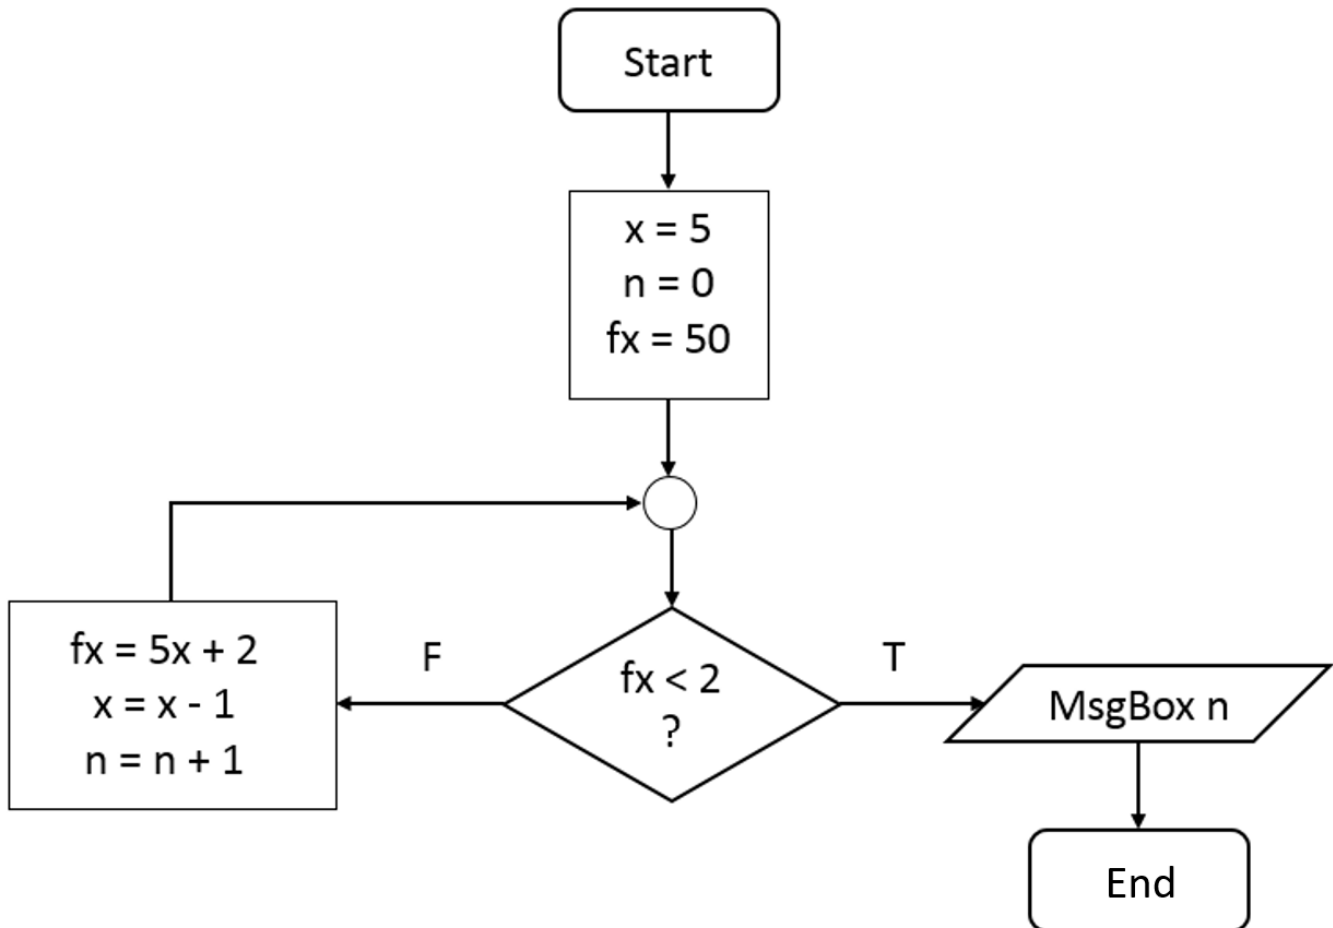 Start
x = 5
n = 0
fx = 50
fx = 5x + 2
x = x - 1
n = n + 1
F
fx < 2
?
T
MsgBox n
End